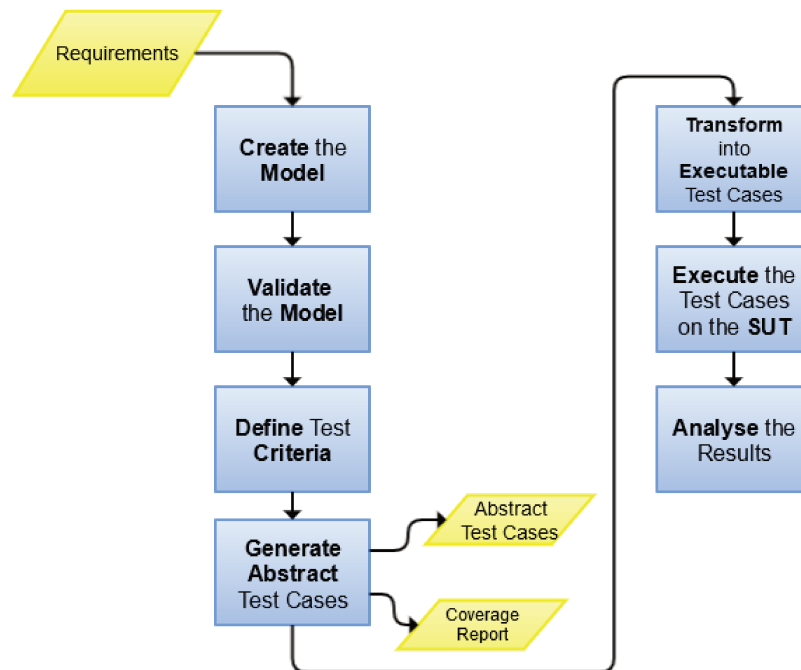 Requirements
Create the
Model
Validate
the Model
Define Test
Criteria
Generate
Abstract
Test Cases
Abstract
Test Cases
Coverage
Report
Transform
into
Executable
Test Cases
Execute the
Test Cases
on the SUT
Analyse the
Results